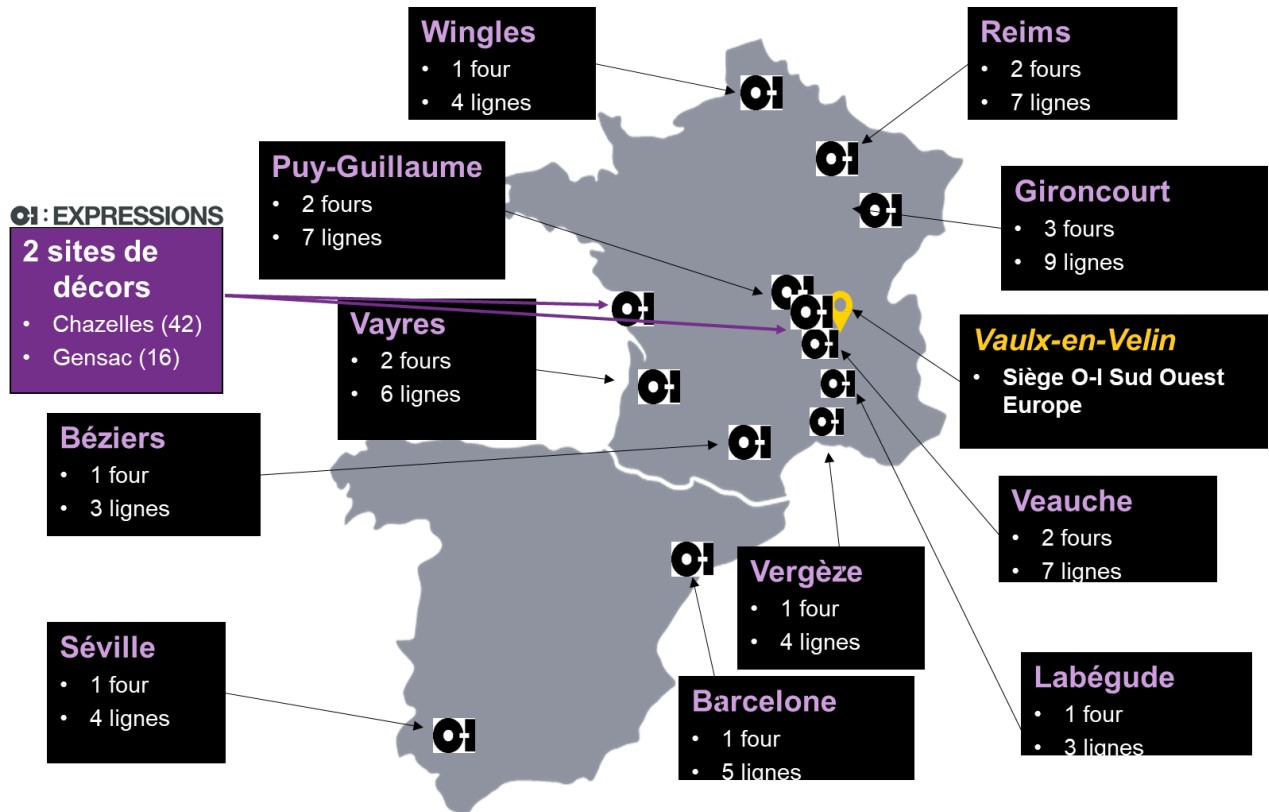 Wingles
• 1 four
• 4 lignes
Reims
• 2 fours
• 7 lignes
Puy-Guillaume
• 2 fours
• 7 lignes
Gironcourt
• 3 fours
• 9 lignes
O-I : EXPRESSIONS
2 sites de
décors
• Chazelles (42)
• Gensac (16)
Vayres
• 2 fours
• 6 lignes
Vaulx-en-Velin
• Siège O-I Sud Ouest
Europe
Béziers
• 1 four
• 3 lignes
Veauche
• 2 fours
• 7 lignes
Vergèze
• 1 four
• 4 lignes
Séville
• 1 four
• 4 lignes
Barcelone
• 1 four
• 5 lignes
Labégude
• 1 four
• 3 lignes
O-I
O-I
O-I
O-I
O-I
O-I
O-I
O-I
O-I
O-I
O-I
O-I